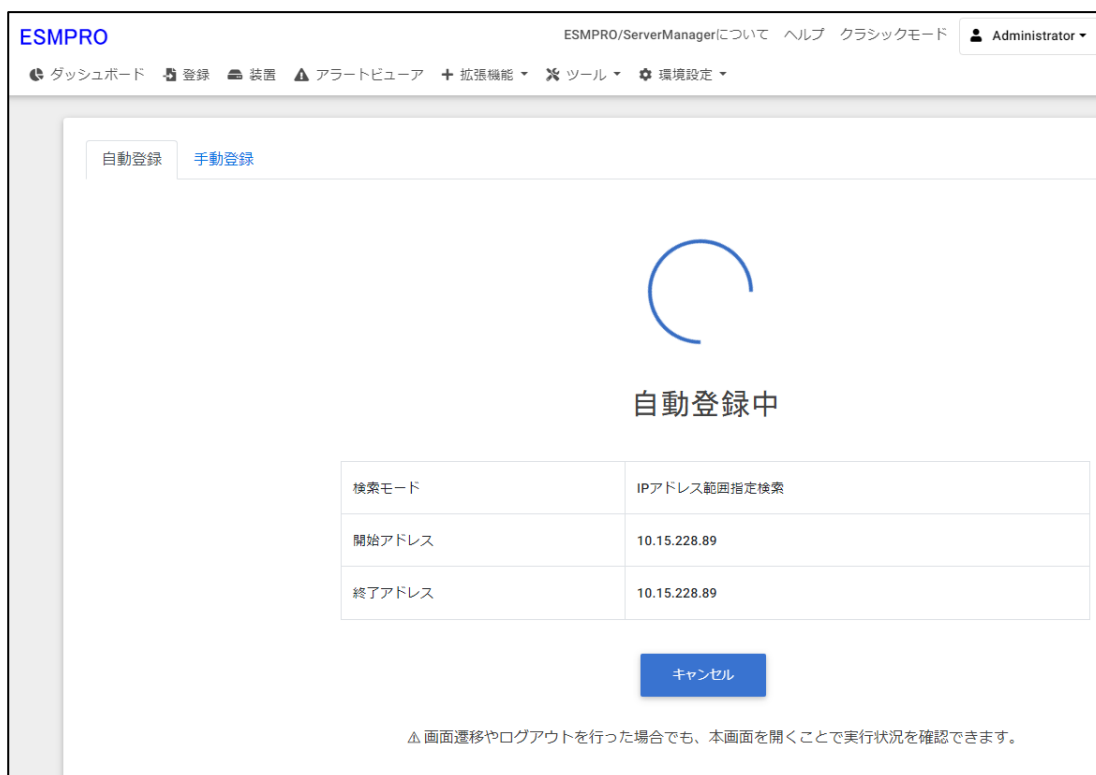 ESMPRO
ESMPRO/ServerManagerについて ヘルプ クラシックモード Administrator
ダッシュボード 登録 装置 アラートビューア 拡張機能 ツール 環境設定
自動登録 手動登録
自動登録中
検索モード IPアドレス範囲指定検索
開始アドレス 10.15.228.89
終了アドレス 10.15.228.89
キャンセル
⚠ 画面遷移やログアウトを行った場合でも、本画面を開くことで実行状況を確認できます。